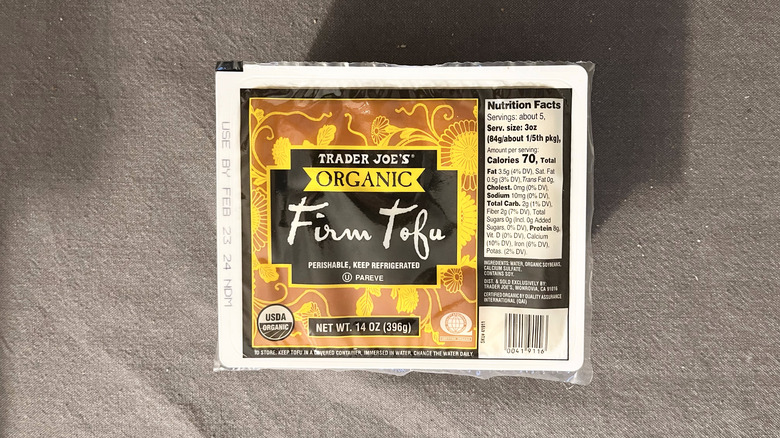 USE BY FEB 23 24 NDM
TRADER JOE'S®
ORGANIC
Firm Tofu
PERISHABLE, KEEP REFRIGERATED
U PAREVE
USDA
ORGANIC
NET WT. 14 OZ (396g)
TO STORE, KEEP TOFU IN A COVERED CONTAINER, IMMERSED IN WATER. CHANGE THE WATER DAILY.
Nutrition Facts
Servings: about 5,
Serv. size: 3oz
(84g/about 1/5th pkg),
Amount per serving:
Calories 70, Total
Fat 3.5g (4% DV), Sat. Fat
0.5g (3% DV), Trans Fat 0g,
Cholest. 0mg (0% DV),
Sodium 10mg (0% DV),
Total Carb. 2g (1% DV),
Fiber 2g (7% DV), Total
Sugars 0g (Incl. 0g Added
Sugars, 0% DV), Protein 8g,
Vit. D (0% DV), Calcium
(10% DV), Iron (6% DV),
Potas. (2% DV).
INGREDIENTS: WATER, ORGANIC SOYBEANS,
CALCIUM SULFATE.
CONTAINS SOY.
DIST. & SOLD EXCLUSIVELY BY:
TRADER JOE'S, MONROVIA, CA 91016
CERTIFIED ORGANIC BY QUALITY ASSURANCE
INTERNATIONAL (QAI)